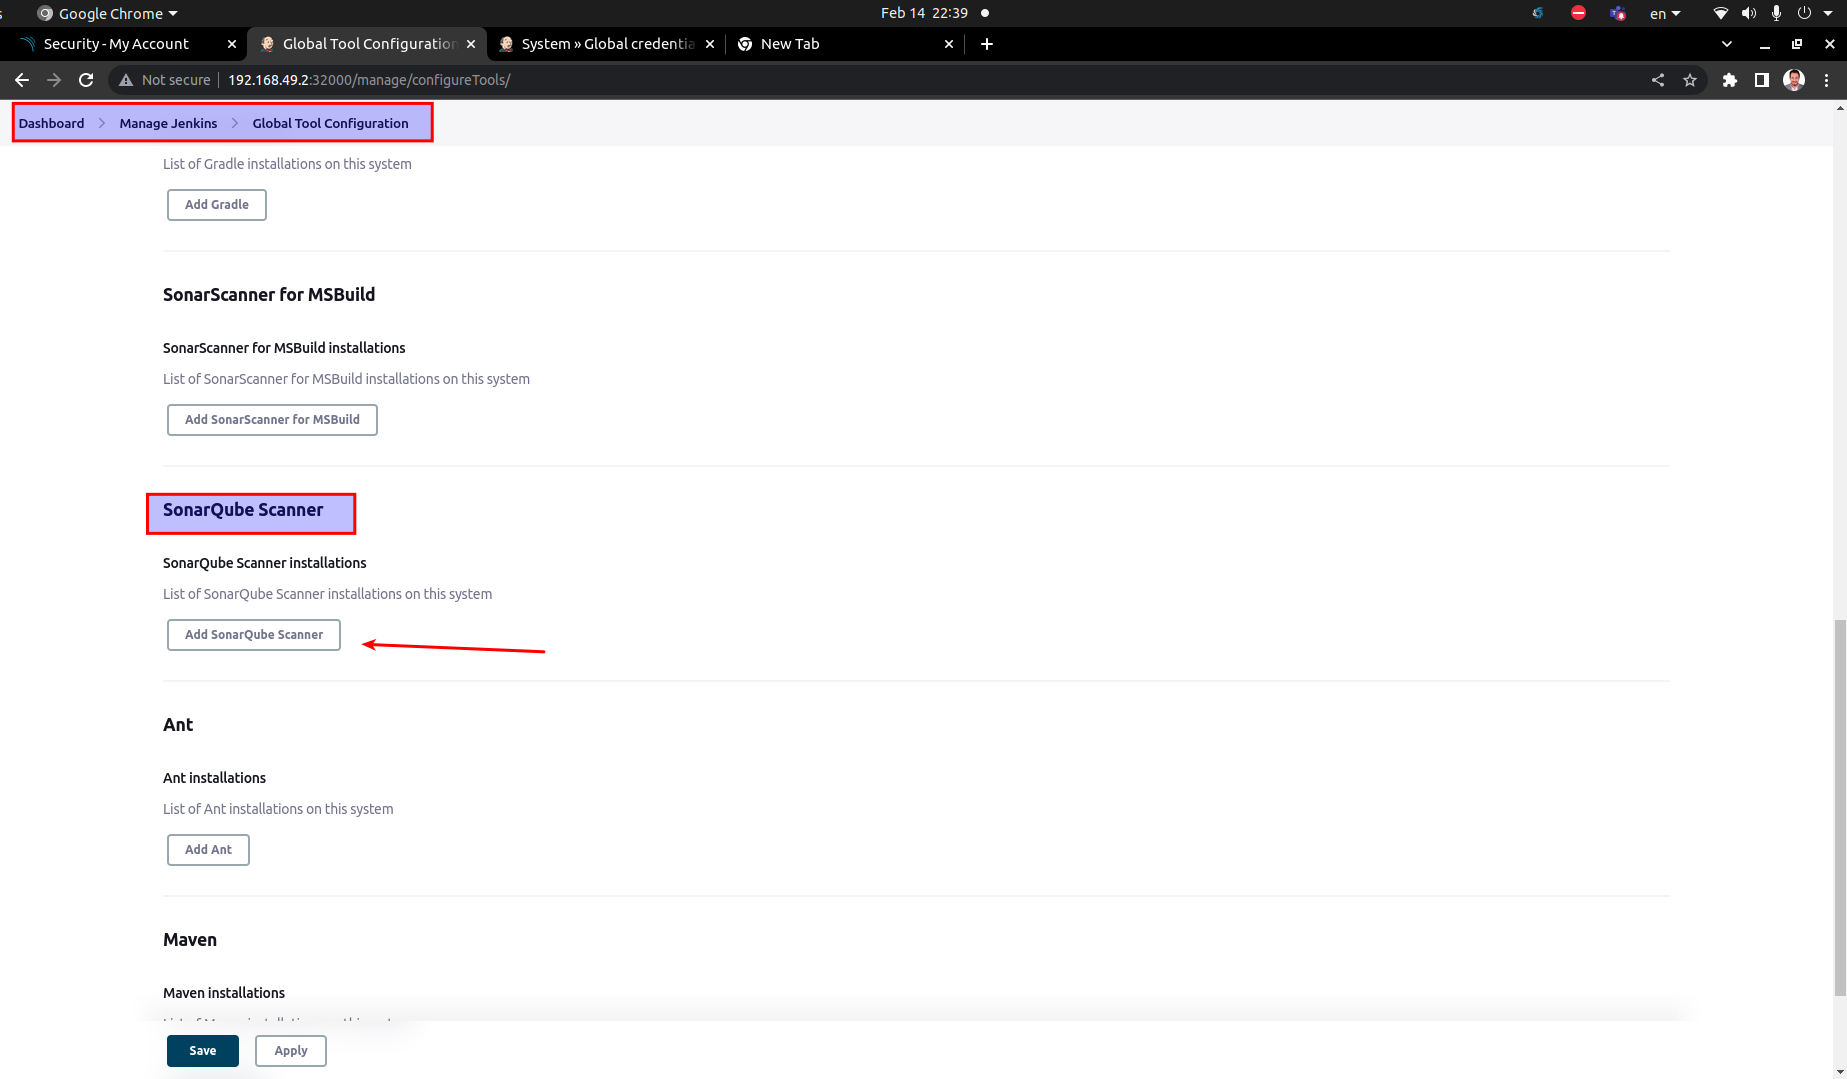 Google Chrome
Feb 14 22:39
en
Security - My Account
Global Tool Configuration
System » Global credentia
New Tab
Not secure
192.168.49.2:32000/manage/configureTools/
Dashboard
Manage Jenkins
Global Tool Configuration
List of Gradle installations on this system
Add Gradle
SonarScanner for MSBuild
SonarScanner for MSBuild installations
List of SonarScanner for MSBuild installations on this system
Add SonarScanner for MSBuild
SonarQube Scanner
SonarQube Scanner installations
List of SonarQube Scanner installations on this system
Add SonarQube Scanner
Ant
Ant installations
List of Ant installations on this system
Add Ant
Maven
Maven installations
Save
Apply